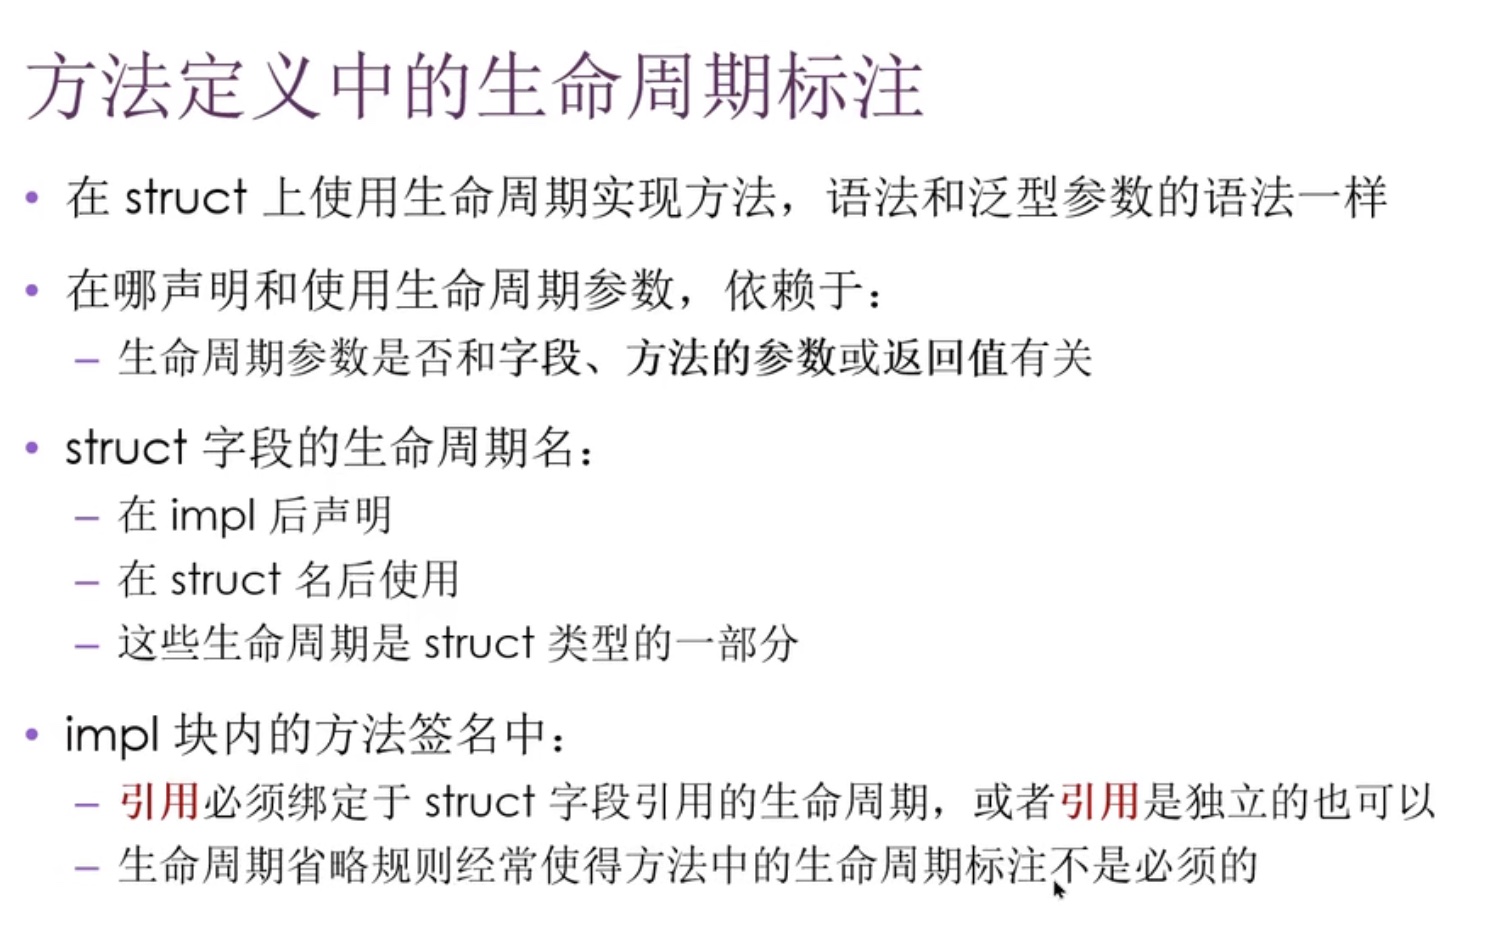 方法定义中的生命周期标注
• 在 struct 上使用生命周期实现方法，语法和泛型参数的语法一样
• 在哪声明和使用生命周期参数，依赖于：
– 生命周期参数是否和字段、方法的参数或返回值有关
• struct 字段的生命周期名：
– 在 impl 后声明
– 在 struct 名后使用
– 这些生命周期是 struct 类型的一部分
• impl 块内的方法签名中：
– 引用必须绑定于 struct 字段引用的生命周期，或者引用是独立的也可以
– 生命周期省略规则经常使得方法中的生命周期标注不是必须的